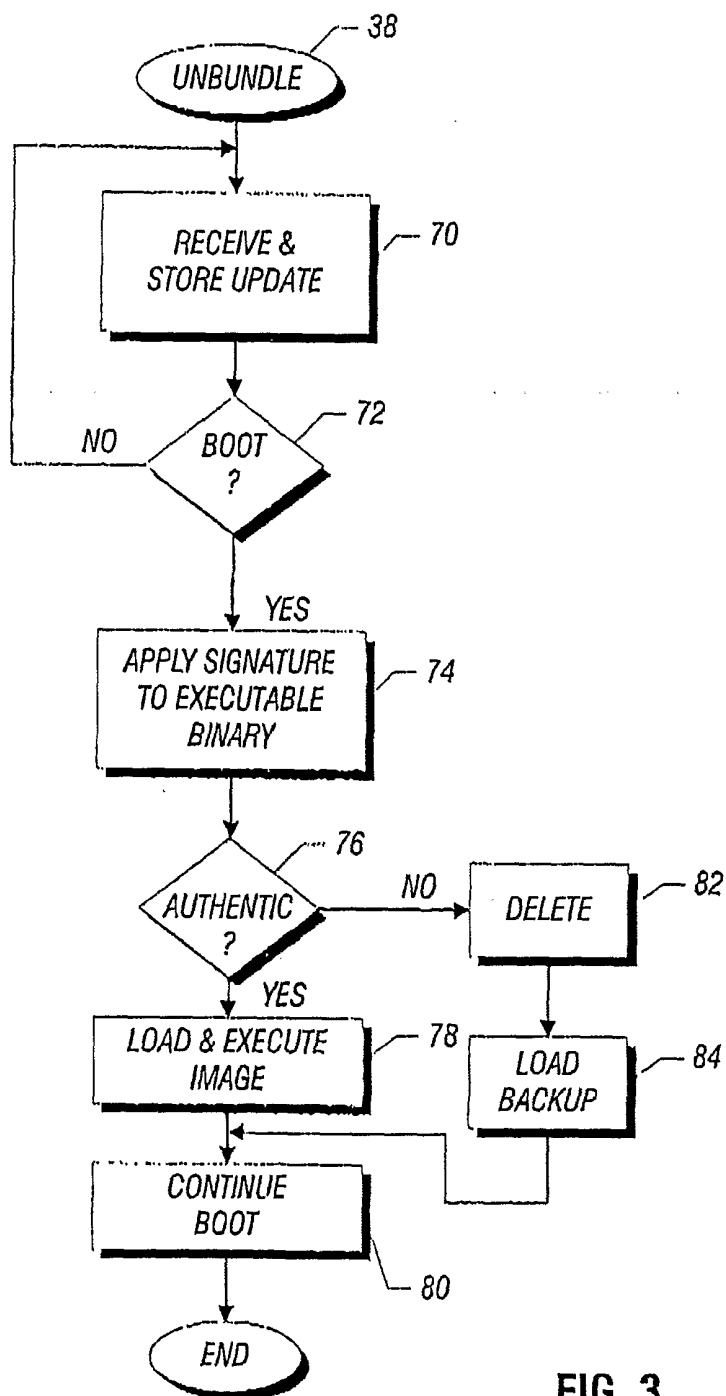 38
UNBUNDLE
RECEIVE &
STORE UPDATE
70
72
NO
BOOT
?
YES
APPLY SIGNATURE
TO EXECUTABLE
BINARY
74
76
AUTHENTIC
?
NO
DELETE
82
YES
LOAD & EXECUTE
IMAGE
78
LOAD
BACKUP
84
CONTINUE
BOOT
80
END
FIG. 3